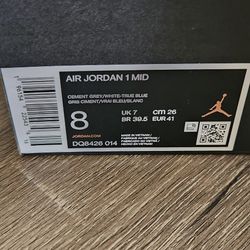 AIR JORDAN 1 MID
CEMENT GREY/WHITE-TRUE BLUE
GRIS CIMENT/VRAI BLEU/BLANC
8
UK 7
cm 26
BR 39.5
EUR 41
JORDAN.COM
DQ8426 014
MADE IN VIETNAM